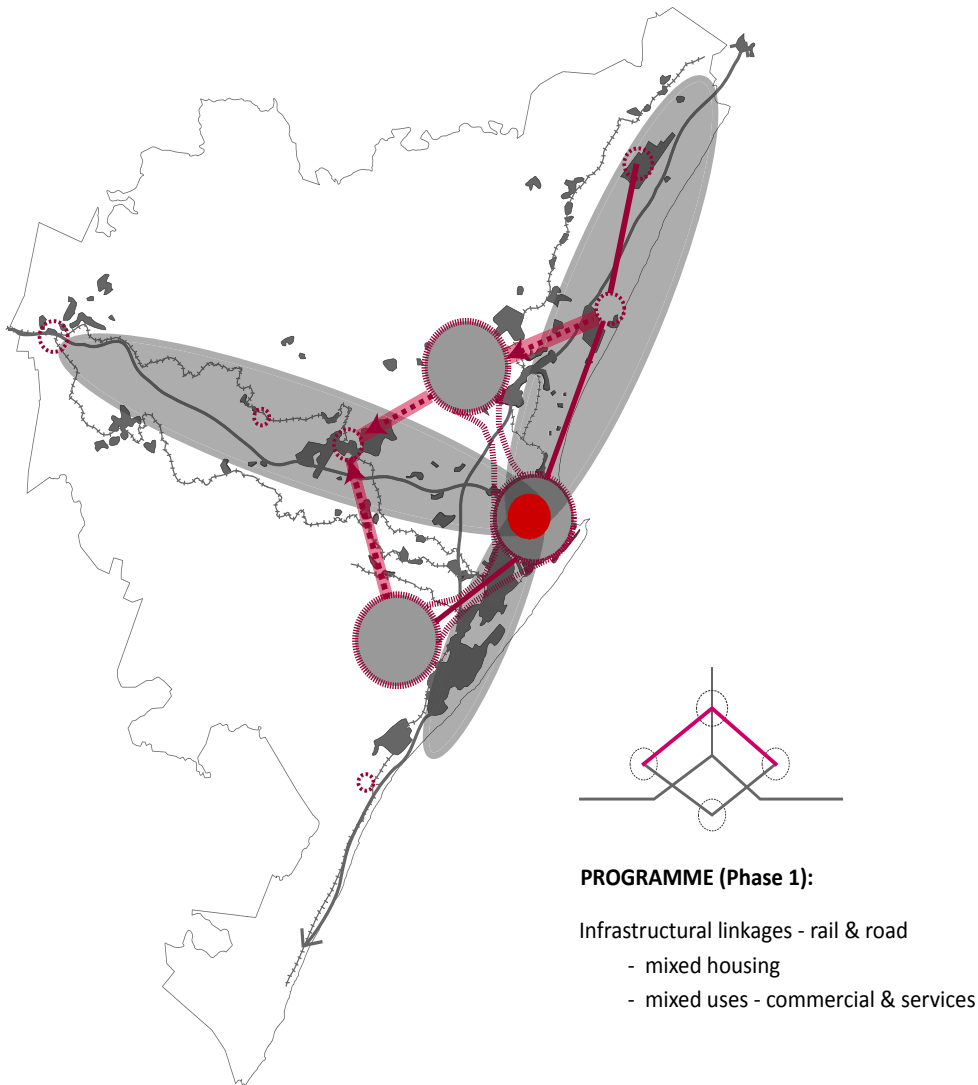 PROGRAMME (Phase 1):
Infrastructural linkages - rail & road
- mixed housing
- mixed uses - commercial & services